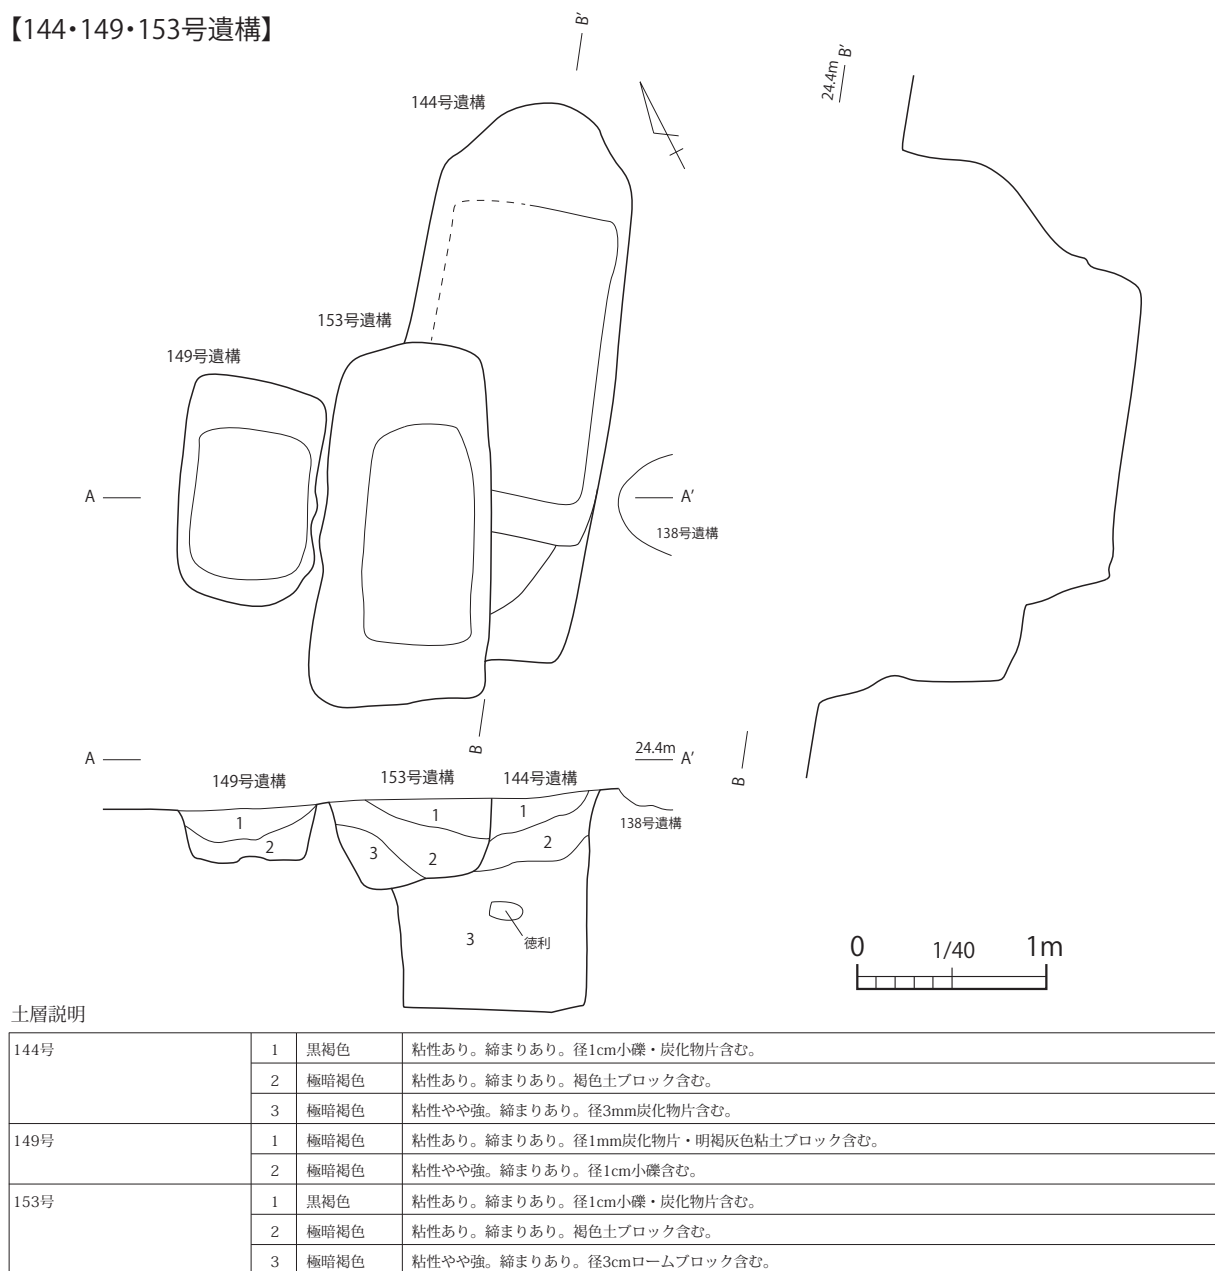 【144・149・153号遺構】
B′
24.4m B′
144号遺構
153号遺構
149号遺構
A
A′
138号遺構
B
B
A
24.4m A′
149号遺構
153号遺構
144号遺構
138号遺構
1
2
1
2
3
1
2
3
徳利
0 1/40 1m
土層説明
144号 1 黒褐色 粘性あり。締まりあり。径1cm小礫・炭化物片含む。
2 極暗褐色 粘性あり。締まりあり。褐色土ブロック含む。
3 極暗褐色 粘性やや強。締まりあり。径3mm炭化物片含む。
149号 1 極暗褐色 粘性あり。締まりあり。径1mm炭化物片・明褐灰色粘土ブロック含む。
2 極暗褐色 粘性やや強。締まりあり。径1cm小礫含む。
153号 1 黒褐色 粘性あり。締まりあり。径1cm小礫・炭化物片含む。
2 極暗褐色 粘性あり。締まりあり。褐色土ブロック含む。
3 極暗褐色 粘性やや強。締まりあり。径3cmロームブロック含む。